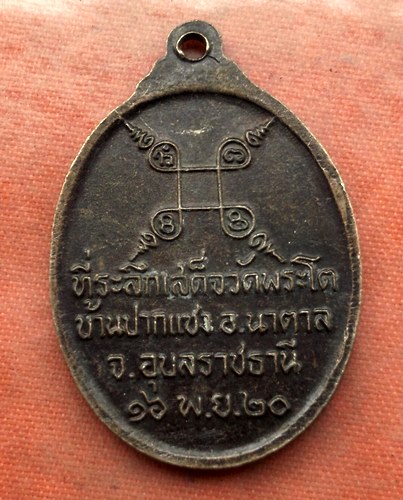 ที่ระลึกเสด็จวัดพระโต
บ้านปากแซง อ.นาตาล
จ.อุบลราชธานี
๑๖ พ.ย.๒๐